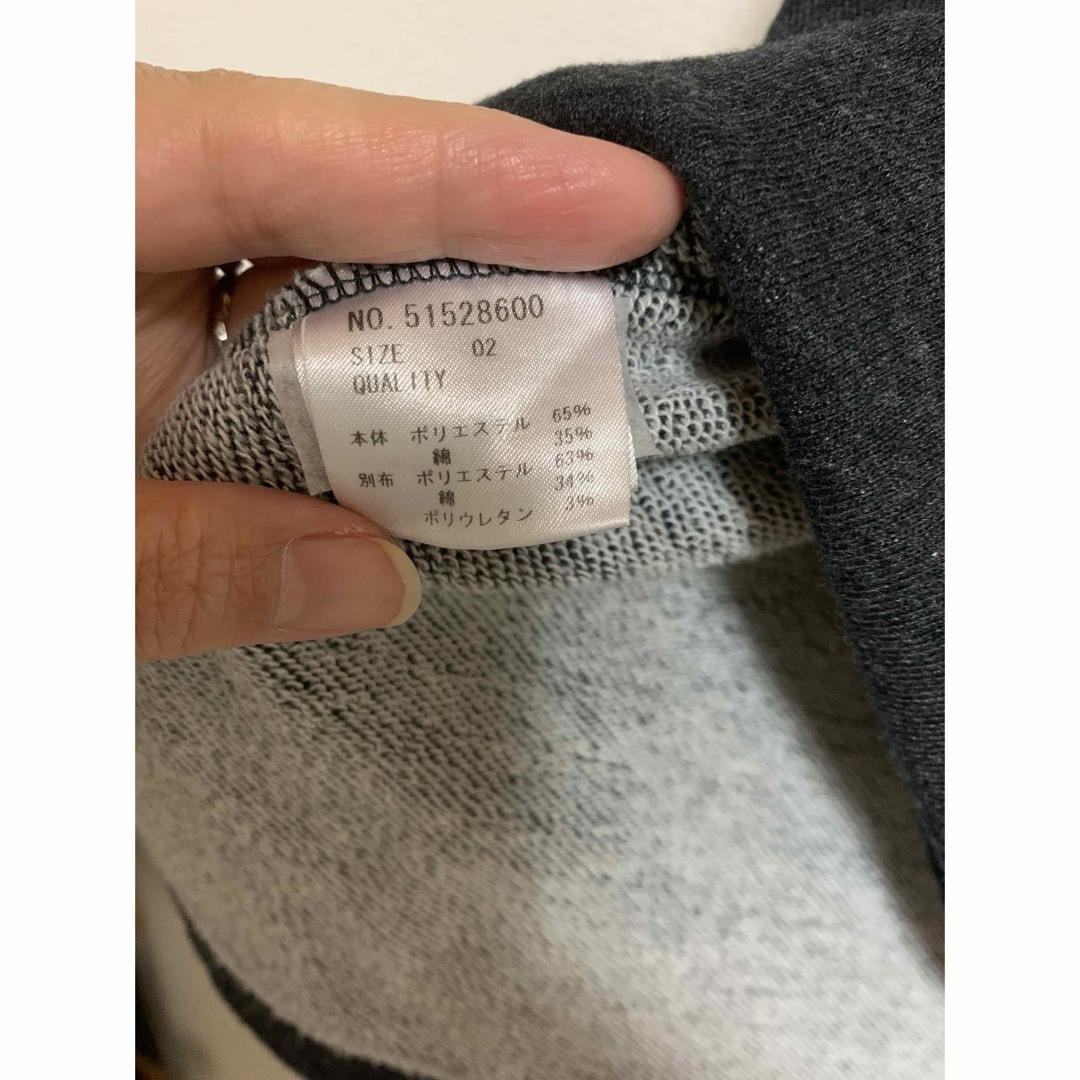 NO. 51528600
SIZE 02
QUALITY
本体 ポリエステル 65%
綿 35%
別布 ポリエステル 63%
綿 34%
ポリウレタン 3%